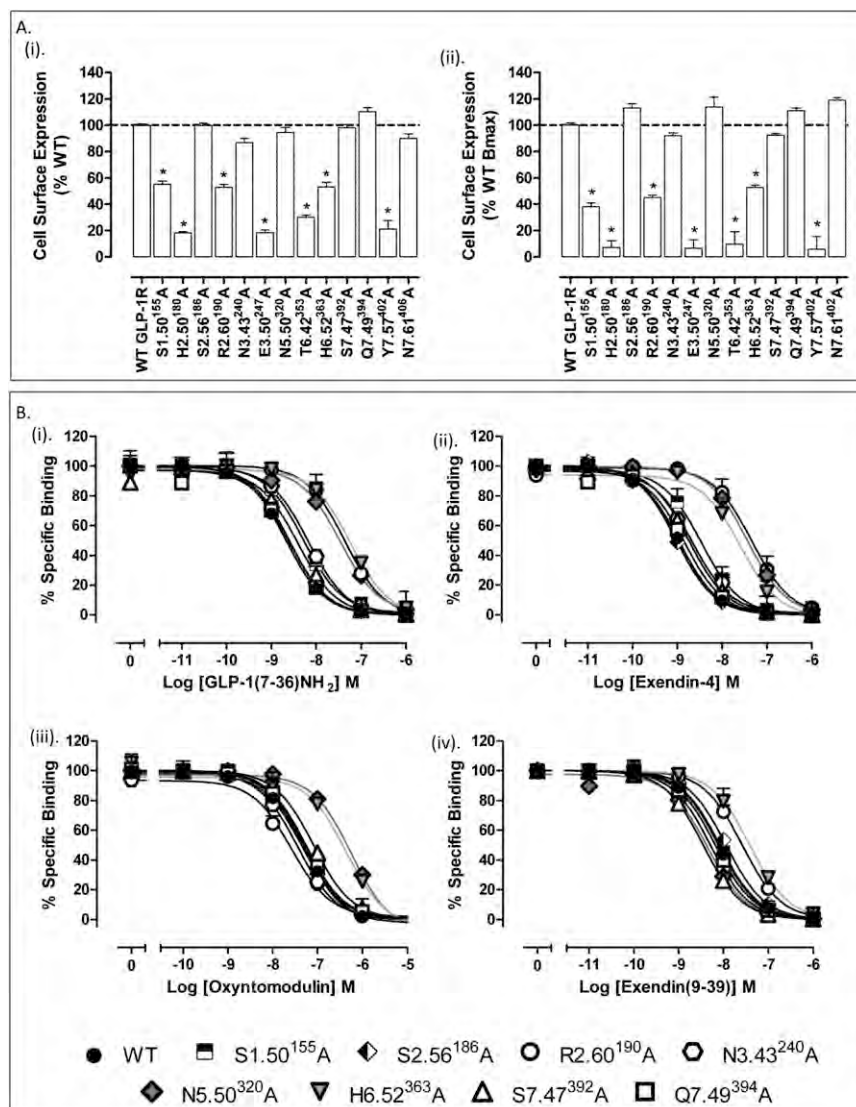 A.
(i).
(ii).
140
120
100
80
60
40
20
0
Cell Surface Expression
(% WT)
WT GLP-1R
S1.50¹⁵⁵A
H2.50¹⁸⁰A
S2.56¹⁸⁶A
R2.60¹⁹⁰A
N3.43²⁴⁰A
E3.50²⁴⁷A
N5.50³²⁰A
T6.42³⁵³A
H6.52³⁶³A
S7.47³⁹²A
Q7.49³⁹⁴A
Y7.57⁴⁰²A
N7.61⁴⁰⁶A
* * * * * * *
140
120
100
80
60
40
20
0
Cell Surface Expression
(% WT Bmax)
WT GLP-1R
S1.50¹⁵⁵A
H2.50¹⁸⁰A
S2.56¹⁸⁶A
R2.60¹⁹⁰A
N3.43²⁴⁰A
E3.50²⁴⁷A
N5.50³²⁰A
T6.42³⁵³A
H6.52³⁶³A
S7.47³⁹²A
Q7.49³⁹⁴A
Y7.57⁴⁰²A
N7.61⁴⁰²A
* * * * * * *
B.
(i).
120
100
80
60
40
20
0
% Specific Binding
0 -11 -10 -9 -8 -7 -6
Log [GLP-1(7-36)NH₂] M
(ii).
120
100
80
60
40
20
0
% Specific Binding
0 -11 -10 -9 -8 -7 -6
Log [Exendin-4] M
(iii).
120
100
80
60
40
20
0
% Specific Binding
0 -10 -9 -8 -7 -6 -5
Log [Oxyntomodulin] M
(iv).
120
100
80
60
40
20
0
% Specific Binding
0 -11 -10 -9 -8 -7 -6
Log [Exendin(9-39)] M
WT S1.50¹⁵⁵A S2.56¹⁸⁶A R2.60¹⁹⁰A N3.43²⁴⁰A
N5.50³²⁰A H6.52³⁶³A S7.47³⁹²A Q7.49³⁹⁴A